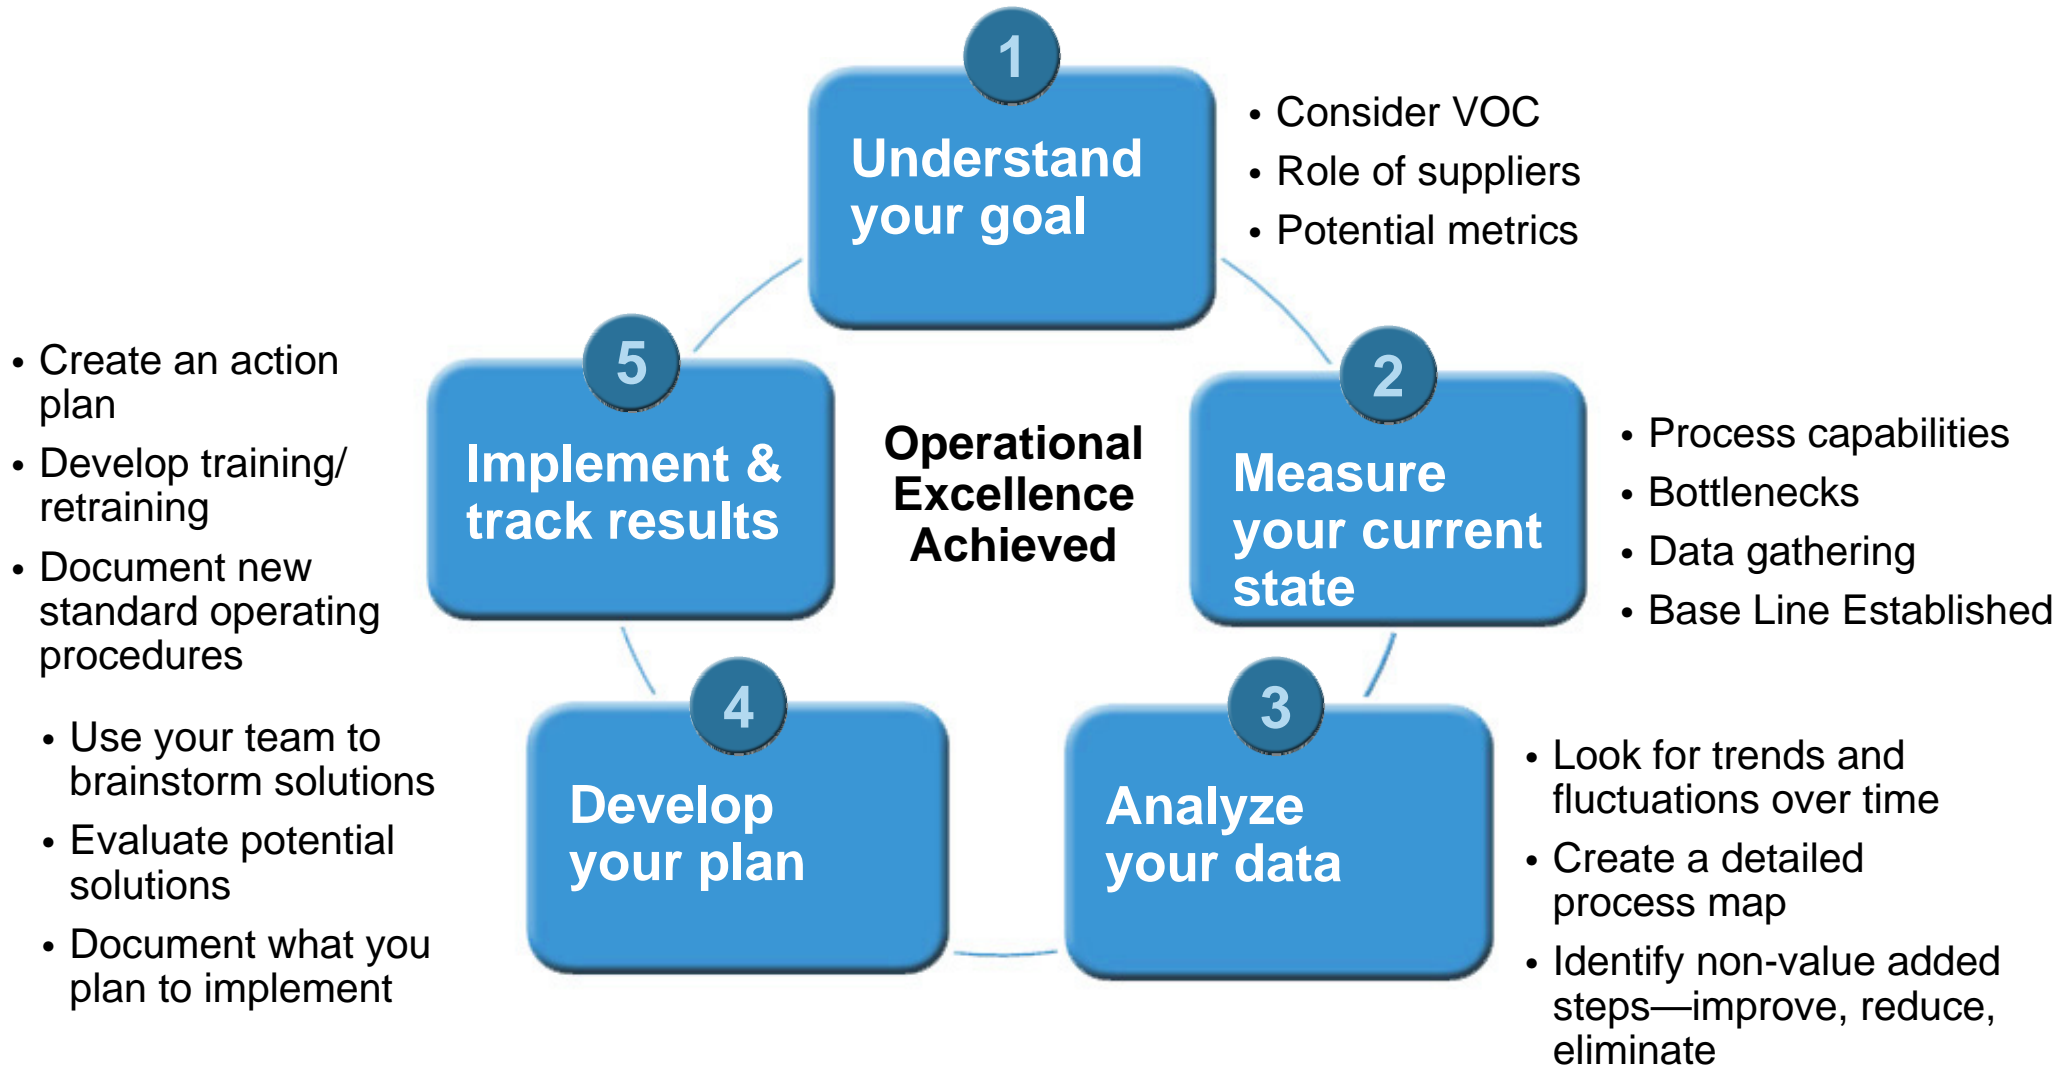 1
Understand
your goal
• Consider VOC
• Role of suppliers
• Potential metrics
2
Measure
your current
state
• Process capabilities
• Bottlenecks
• Data gathering
• Base Line Established
3
Analyze
your data
• Look for trends and
fluctuations over time
• Create a detailed
process map
• Identify non-value added
steps—improve, reduce,
eliminate
4
Develop
your plan
• Use your team to
brainstorm solutions
• Evaluate potential
solutions
• Document what you
plan to implement
5
Implement &
track results
• Create an action
plan
• Develop training/
retraining
• Document new
standard operating
procedures
Operational
Excellence
Achieved